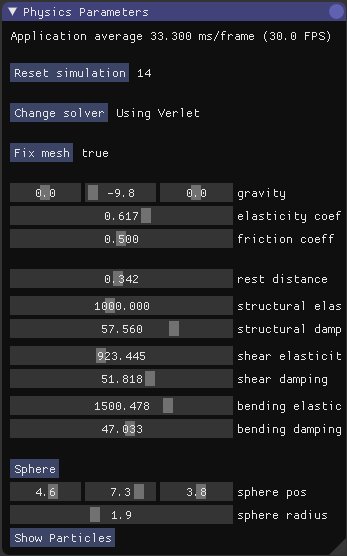 Physics Parameters
Application average 33.300 ms/frame (30.0 FPS)
Reset simulation 14
Change solver Using Verlet
Fix mesh true
0.0 -9.8 0.0 gravity
0.617 elasticity coef
0.500 friction coeff
0.342 rest distance
1000.000 structural elas
57.560 structural damp
923.445 shear elasticit
51.818 shear damping
1500.478 bending elastic
47.033 bending damping
Sphere
4.6 7.3 3.8 sphere pos
1.9 sphere radius
Show Particles